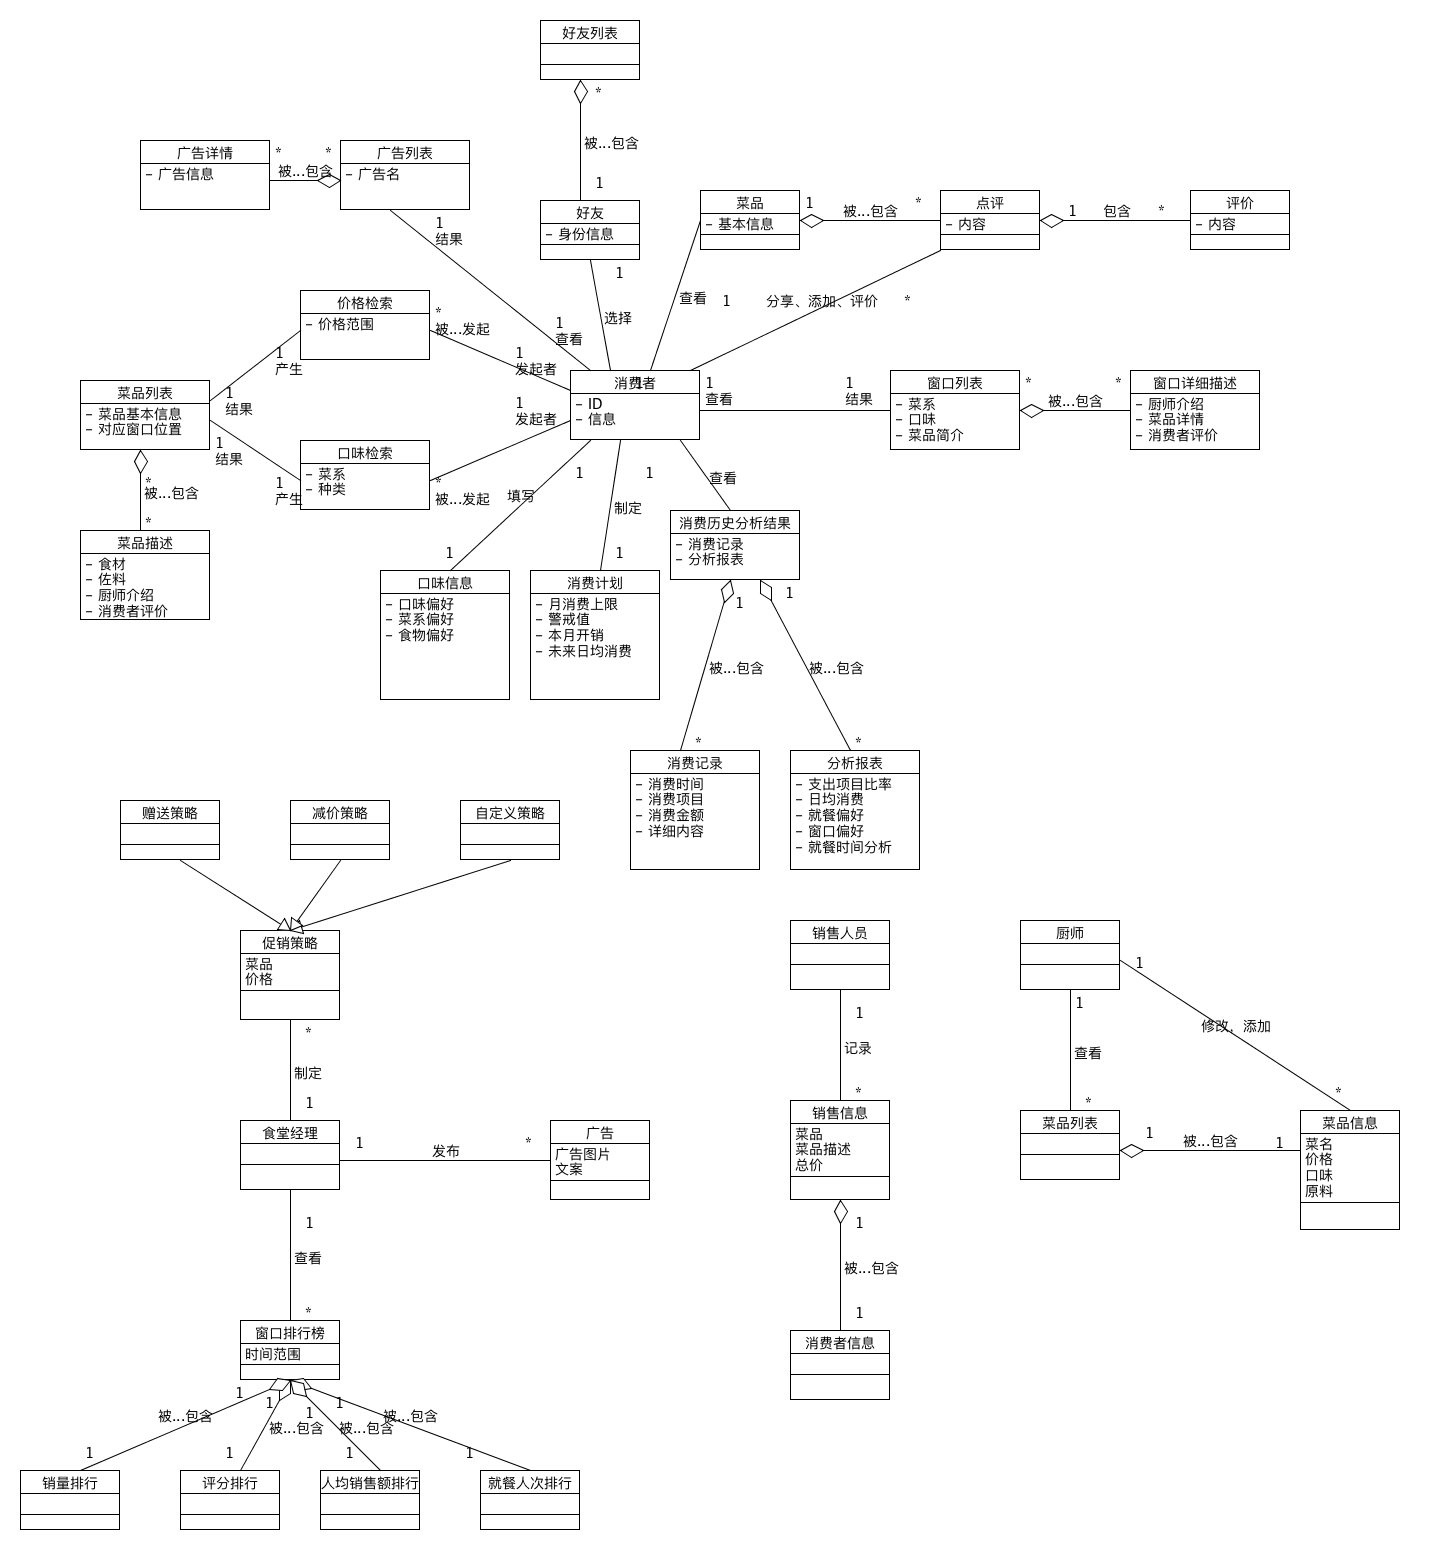 好友列表
*
被...包含
1
广告详情
- 广告信息
*
*
被...包含
广告列表
- 广告名
1
结果
好友
- 身份信息
1
选择
菜品
- 基本信息
1
被...包含
*
点评
- 内容
1
包含
*
评价
- 内容
查看
1
分享、添加、评价
*
价格检索
- 价格范围
*
被...发起
1
查看
1
发起者
1
产生
菜品列表
- 菜品基本信息
- 对应窗口位置
1
结果
1
结果
消费者
1
- ID
- 信息
1
查看
1
结果
窗口列表
- 菜系
- 口味
- 菜品简介
*
被...包含
*
窗口详细描述
- 厨师介绍
- 菜品详情
- 消费者评价
1
发起者
口味检索
- 菜系
- 种类
1
产生
*
被...发起
*
被...包含
*
菜品描述
- 食材
- 佐料
- 厨师介绍
- 消费者评价
1
填写
1
1
制定
1
查看
消费历史分析结果
- 消费记录
- 分析报表
口味信息
- 口味偏好
- 菜系偏好
- 食物偏好
消费计划
- 月消费上限
- 警戒值
- 本月开销
- 未来日均消费
1
被...包含
*
1
被...包含
*
消费记录
- 消费时间
- 消费项目
- 消费金额
- 详细内容
分析报表
- 支出项目比率
- 日均消费
- 就餐偏好
- 窗口偏好
- 就餐时间分析
赠送策略
减价策略
自定义策略
促销策略
菜品
价格
*
制定
1
食堂经理
1
发布
*
广告
广告图片
文案
1
查看
*
窗口排行榜
时间范围
1
被...包含
1
1
被...包含
1
1
被...包含
1
1
被...包含
1
销量排行
评分排行
人均销售额排行
就餐人次排行
销售人员
1
记录
*
销售信息
菜品
菜品描述
总价
1
被...包含
1
消费者信息
厨师
1
修改、添加
*
1
查看
*
菜品列表
1
被...包含
1
菜品信息
菜名
价格
口味
原料